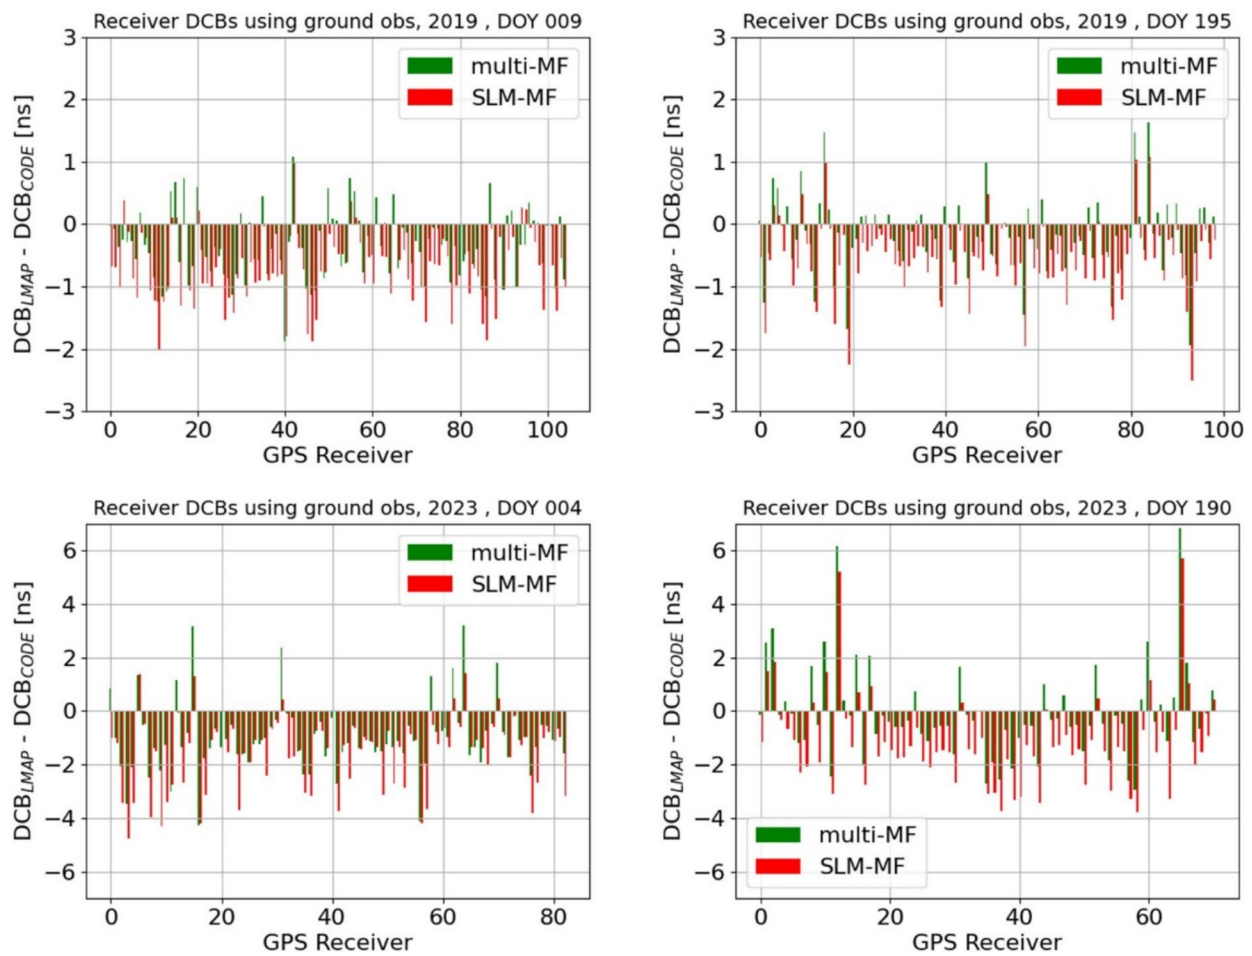 Receiver DCBs using ground obs, 2019 , DOY 009
DCB_LMAP - DCB_CODE [ns]
3
2
1
0
−1
−2
−3
multi-MF
SLM-MF
0 20 40 60 80 100
GPS Receiver
Receiver DCBs using ground obs, 2019 , DOY 195
DCB_LMAP - DCB_CODE [ns]
3
2
1
0
−1
−2
−3
multi-MF
SLM-MF
0 20 40 60 80 100
GPS Receiver
Receiver DCBs using ground obs, 2023 , DOY 004
DCB_LMAP - DCB_CODE [ns]
6
4
2
0
−2
−4
−6
multi-MF
SLM-MF
0 20 40 60 80
GPS Receiver
Receiver DCBs using ground obs, 2023 , DOY 190
DCB_LMAP - DCB_CODE [ns]
6
4
2
0
−2
−4
−6
multi-MF
SLM-MF
0 20 40 60
GPS Receiver